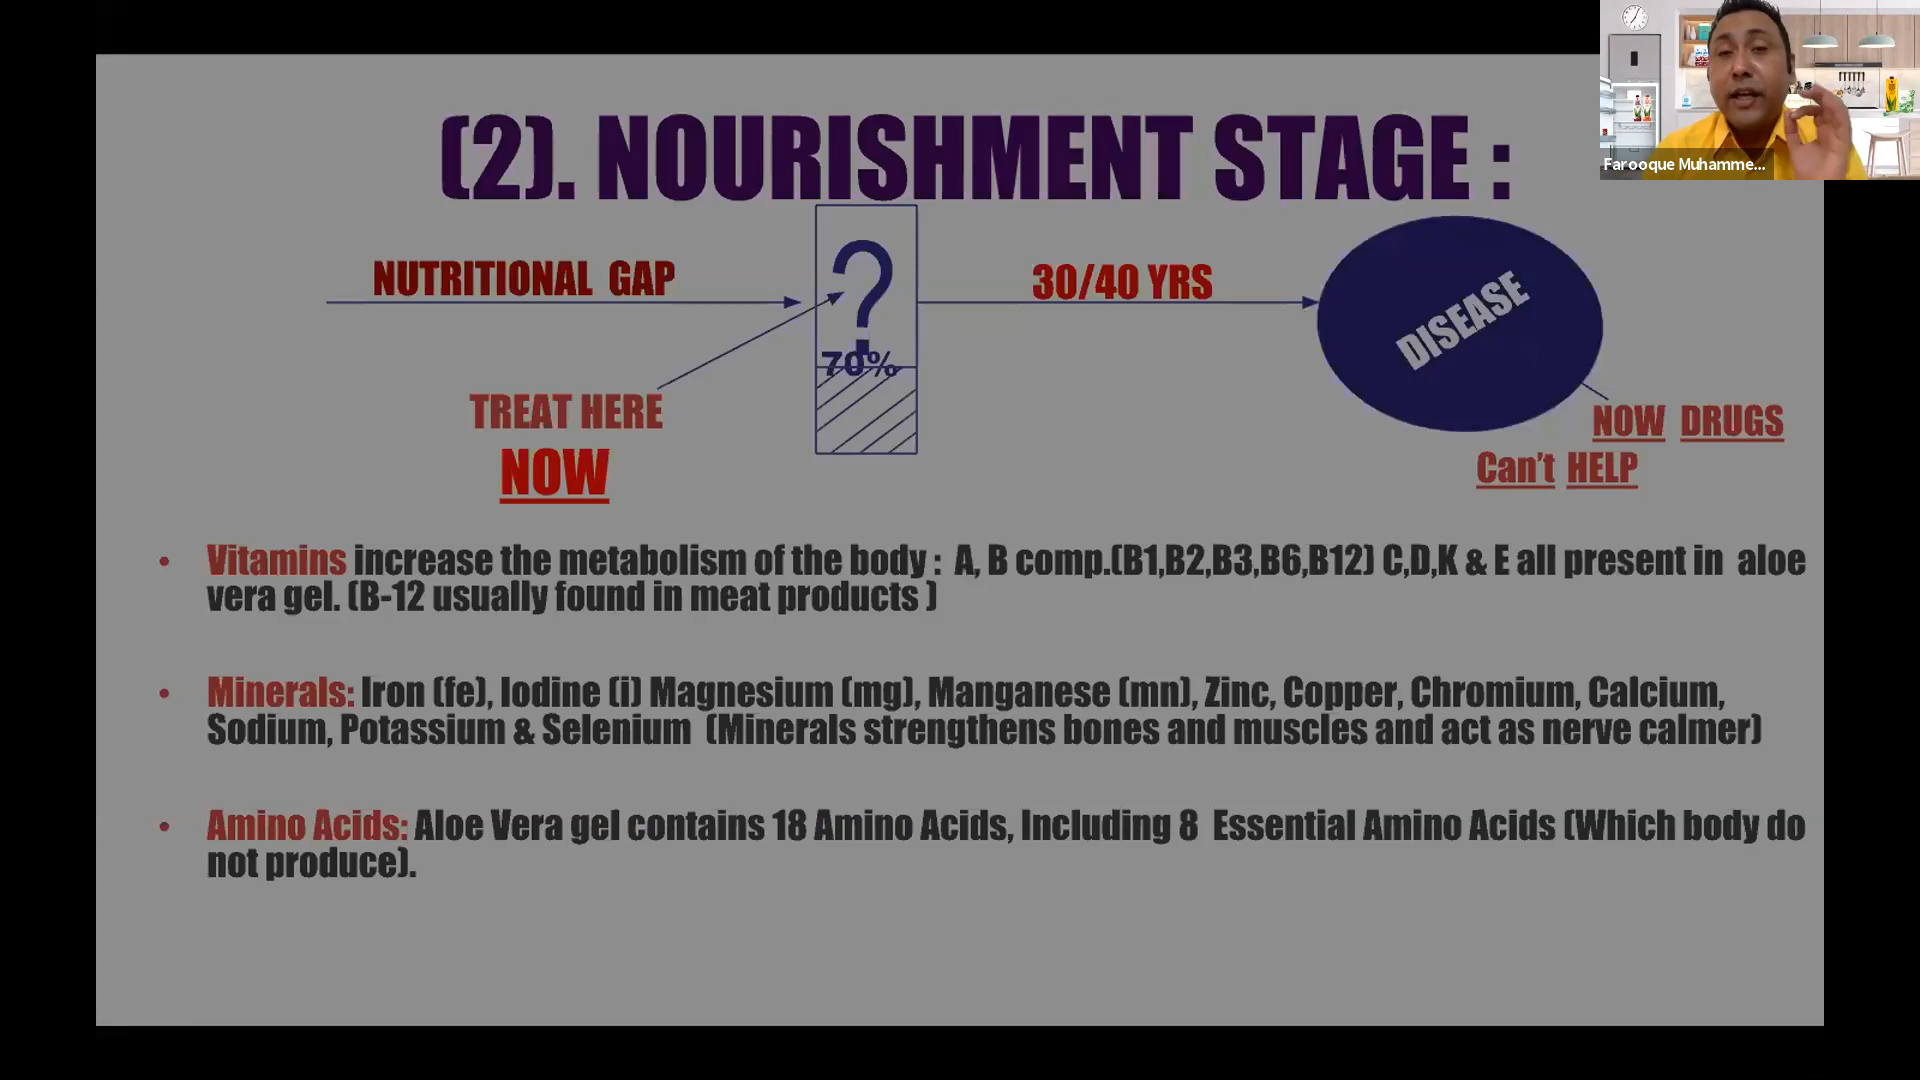 (2). NOURISHMENT STAGE :
Farooque Muhamme...
NUTRITIONAL GAP
?
70%
30/40 YRS
DISEASE
TREAT HERE
NOW
NOW DRUGS
Can't HELP
• Vitamins increase the metabolism of the body : A, B comp.(B1,B2,B3,B6,B12) C,D,K & E all present in aloe
vera gel. (B-12 usually found in meat products )
• Minerals: Iron (fe), Iodine (i) Magnesium (mg), Manganese (mn), Zinc, Copper, Chromium, Calcium,
Sodium, Potassium & Selenium (Minerals strengthens bones and muscles and act as nerve calmer)
• Amino Acids: Aloe Vera gel contains 18 Amino Acids, Including 8 Essential Amino Acids (Which body do
not produce).